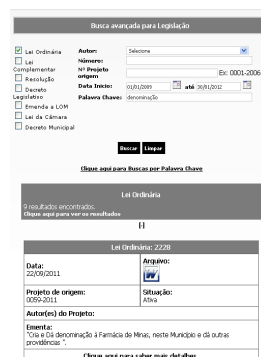 Busca avançada para Legislação
Lei Ordinária
Lei Complementar
Resolução
Decreto Legislativo
Emenda a LOM
Lei da Câmara
Decreto Municipal
Autor: Selecione
Número:
Nº Projeto origem Ex: 0001-2006
Data Inicio: 01/01/2009 até 30/01/2012
Palavra Chave: denominação
Buscar Limpar
Clique aqui para Buscas por Palavra Chave
Lei Ordinária
9 resultados encontrados.
Clique aqui para ver os resultados
[-]
Lei Ordinária: 2228
Data: Arquivo:
22/09/2011
Projeto de origem: Situação:
0059-2011 Ativa
Autor(es) do Projeto:
Ementa:
"Cria e Dá denominação à Farmácia de Minas, neste Município e dá outras
providências ".
Clique aqui para saber mais detalhes